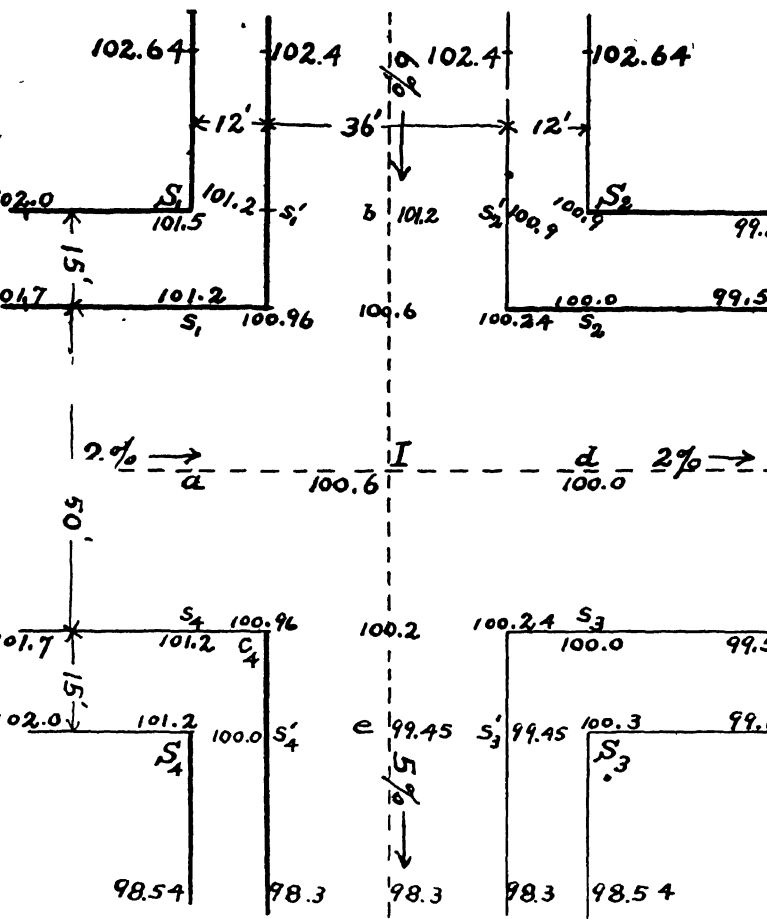 102.64 102.4 6% 102.4 102.64
12' 36' 12'
02.0 S1 101.2 s1' b 101.2 s2' 100.9 100.9 S2
101.5 99.
15'
01.7 101.2 100.0 99.5
s1 100.96 100.6 100.24 s2
2% I d 2%
a 100.6 100.0
50'
s4 100.96 100.2 100.24 s3
101.7 101.2 C4 100.0 99.5
15'
02.0 101.2 100.0 s4' e 99.45 s3' 99.45 100.3 99.
S4 5% S3
98.54 98.3 98.3 98.3 98.54